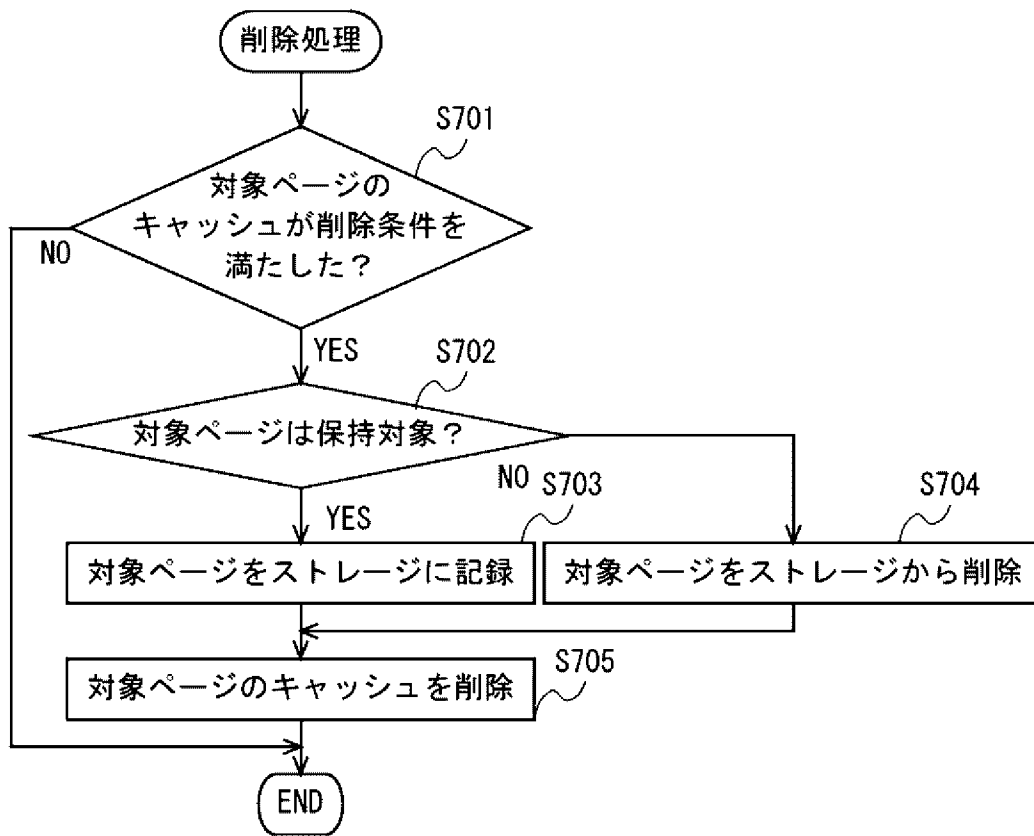 削除処理
S701
対象ページの
キャッシュが削除条件を
満たした？
NO
YES
S702
対象ページは保持対象？
NO
S703
S704
YES
対象ページをストレージに記録
対象ページをストレージから削除
S705
対象ページのキャッシュを削除
END